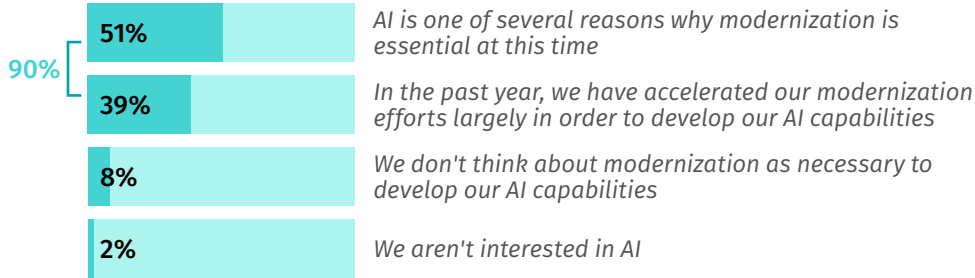 90%
51%
AI is one of several reasons why modernization is
essential at this time
39%
In the past year, we have accelerated our modernization
efforts largely in order to develop our AI capabilities
8%
We don't think about modernization as necessary to
develop our AI capabilities
2%
We aren't interested in AI